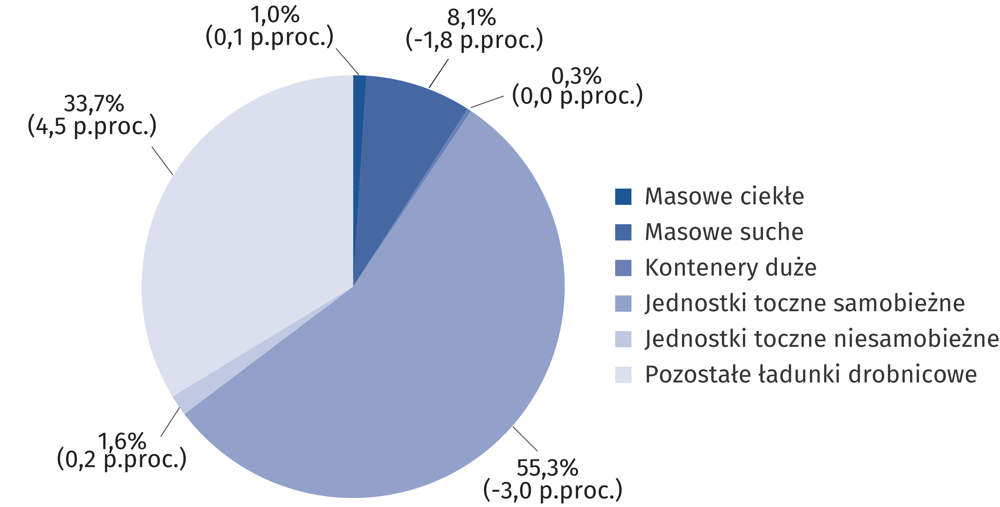 1,0%
(0,1 p.proc.)
8,1%
(-1,8 p.proc.)
0,3%
(0,0 p.proc.)
33,7%
(4,5 p.proc.)
1,6%
(0,2 p.proc.)
55,3%
(-3,0 p.proc.)
Masowe ciekłe
Masowe suche
Kontenery duże
Jednostki toczne samobieżne
Jednostki toczne niesamobieżne
Pozostałe ładunki drobnicowe